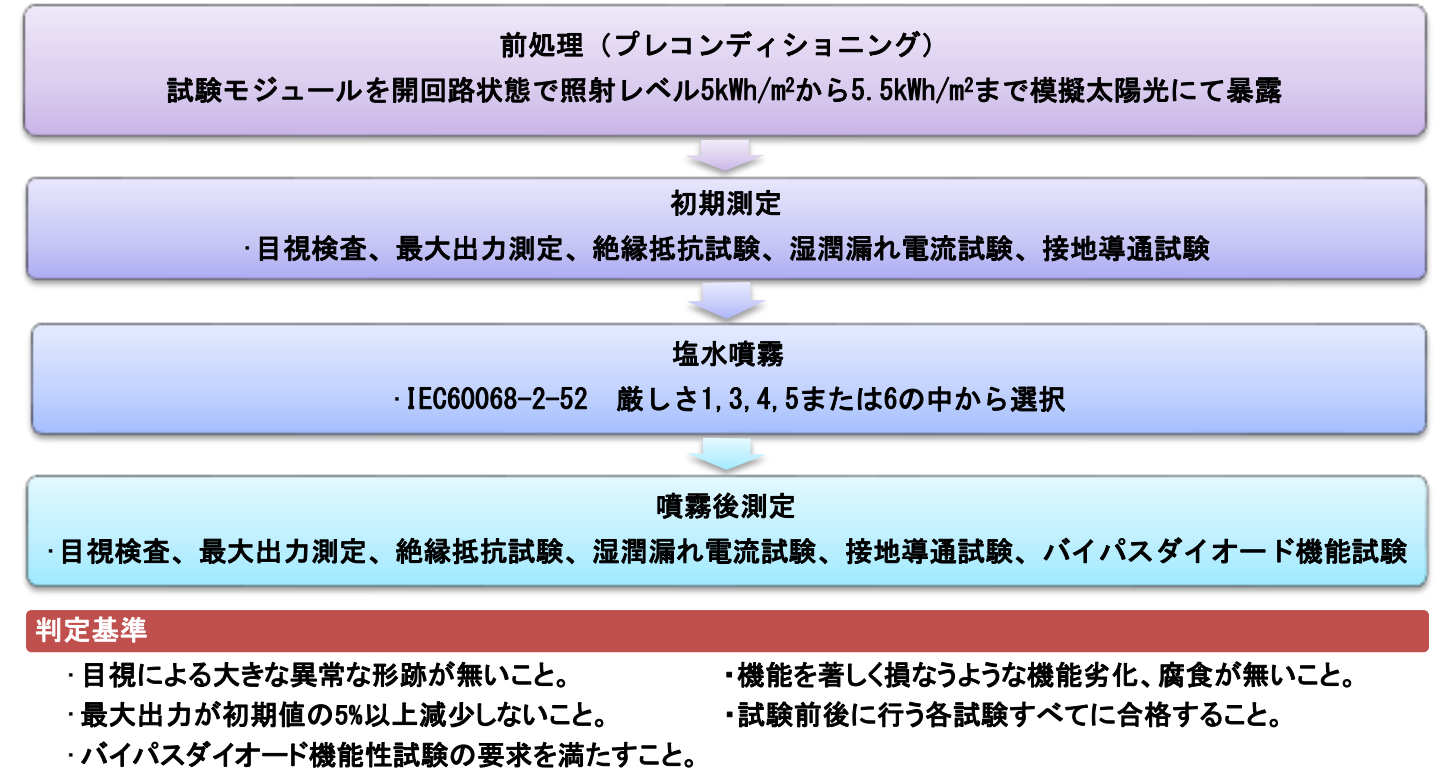 前処理（プレコンディショニング）
試験モジュールを開回路状態で照射レベル5kWh/m²から5.5kWh/m²まで模擬太陽光にて暴露
初期測定
・目視検査、最大出力測定、絶縁抵抗試験、湿潤漏れ電流試験、接地導通試験
塩水噴霧
・IEC60068-2-52　厳しさ1,3,4,5または6の中から選択
噴霧後測定
・目視検査、最大出力測定、絶縁抵抗試験、湿潤漏れ電流試験、接地導通試験、バイパスダイオード機能試験
判定基準
・目視による大きな異常な形跡が無いこと。
・最大出力が初期値の5%以上減少しないこと。
・バイパスダイオード機能性試験の要求を満たすこと。
・機能を著しく損なうような機能劣化、腐食が無いこと。
・試験前後に行う各試験すべてに合格すること。